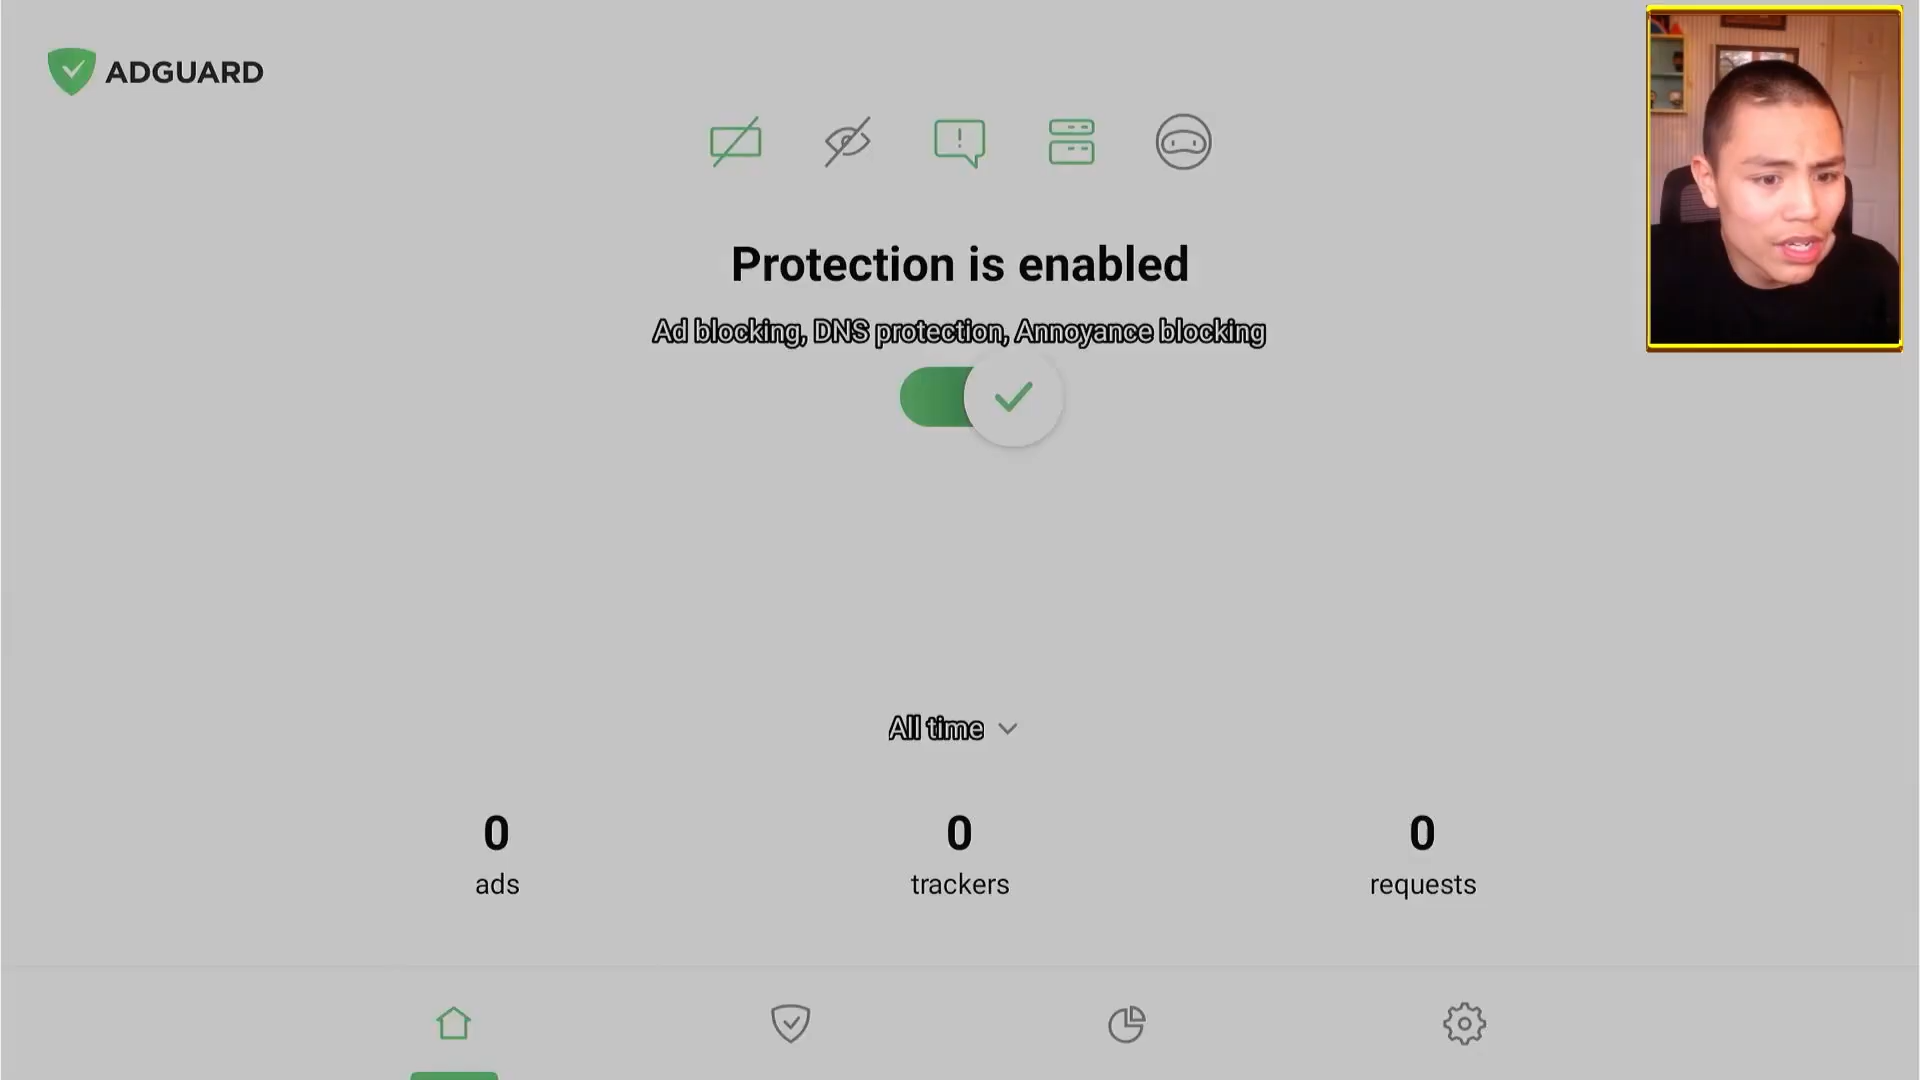 ADGUARD
Protection is enabled
Ad blocking, DNS protection, Annoyance blocking
All time
0
ads
0
trackers
0
requests